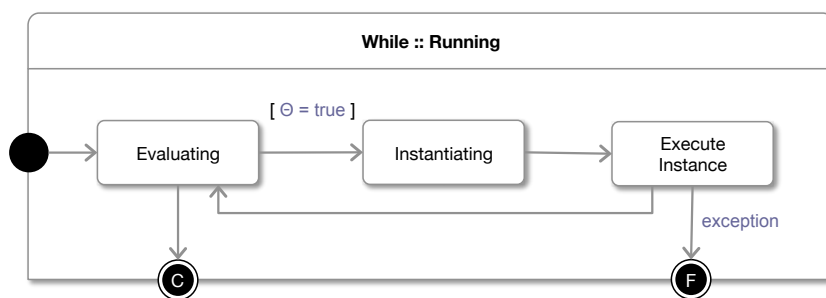 While :: Running
[ Θ = true ]
Evaluating
Instantiating
Execute
Instance
exception
C
F